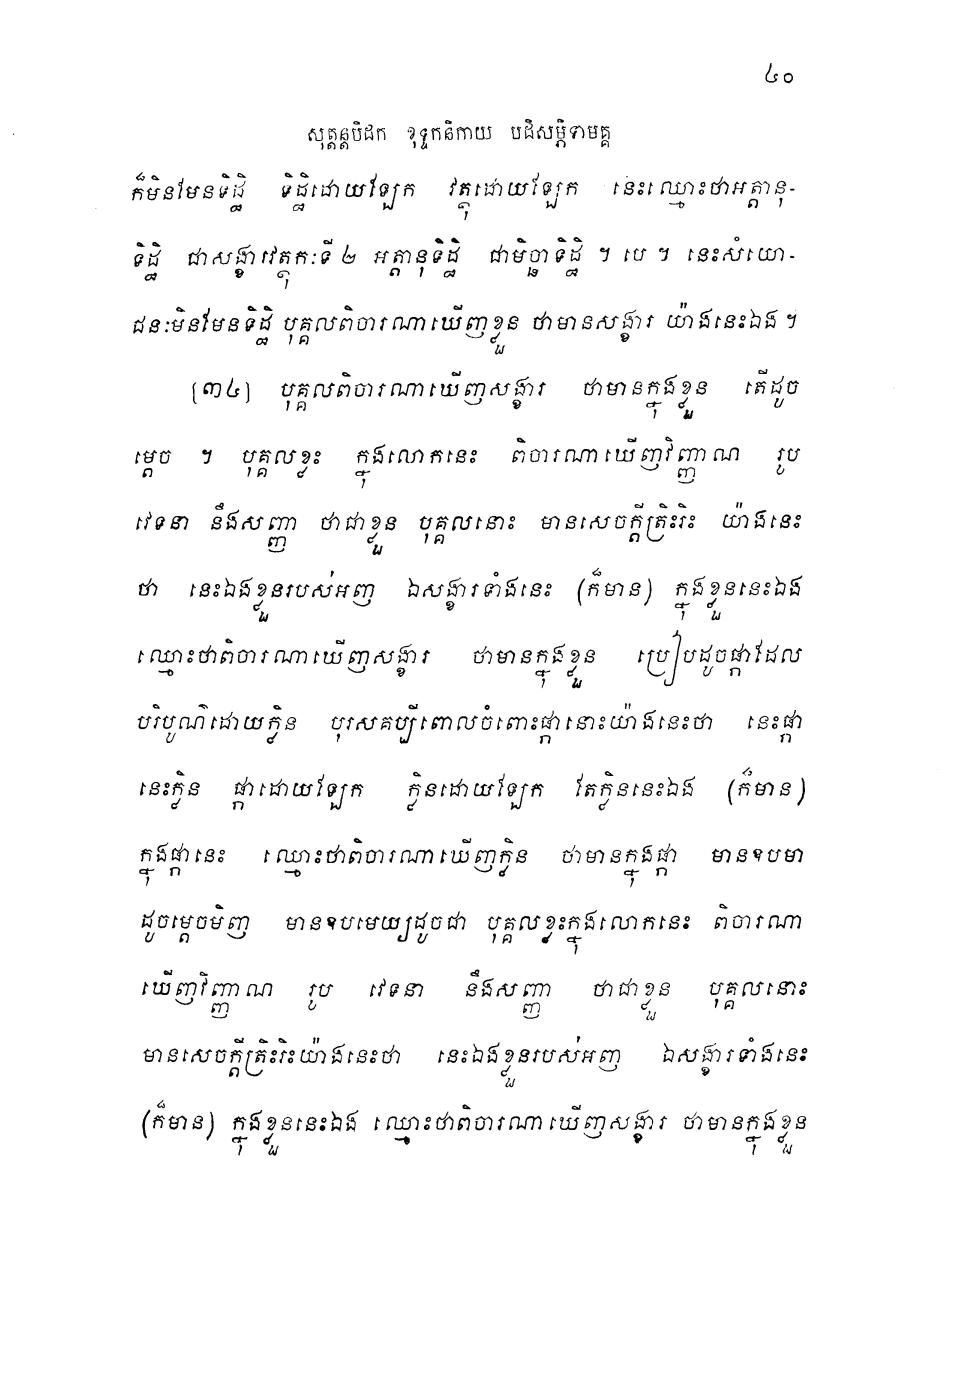 ៤០
សុត្តន្តបិដក ខុទ្ទកនិកាយ បដិសម្ភិទាមគ្គ
ក៏មិនមែនទិដ្ឋិ ទិដ្ឋិដោយឡែក វត្ថុដោយឡែក នេះឈ្មោះថាអត្តានុ-
ទិដ្ឋិ ជាសង្ខារវត្ថុកៈទី ២ អត្តានុទិដ្ឋិ ជាមិច្ឆាទិដ្ឋិ ។ បេ ។ នេះសំយោ-
ជនៈមិនមែនទិដ្ឋិ បុគ្គលពិចារណាឃើញខ្លួន ថាមានសង្ខារ យ៉ាងនេះឯង ។
[៣៤] បុគ្គលពិចារណាឃើញសង្ខារ ថាមានក្នុងខ្លួន តើដូច
ម្តេច ។ បុគ្គលខ្លះ ក្នុងលោកនេះ ពិចារណាឃើញវិញ្ញាណ រូប
វេទនា នឹងសញ្ញា ថាជាខ្លួន បុគ្គលនោះ មានសេចក្តីត្រិះរិះ យ៉ាងនេះ
ថា នេះឯងខ្លួនរបស់អញ ឯសង្ខារទាំងនេះ (ក៏មាន) ក្នុងខ្លួននេះឯង
ឈ្មោះថាពិចារណាឃើញសង្ខារ ថាមានក្នុងខ្លួន ប្រៀបដូចផ្កាដែល
បរិបូណ៌ដោយក្លិន បុរសគប្បីពោលចំពោះផ្កានោះយ៉ាងនេះថា នេះផ្កា
នេះក្លិន ផ្កាដោយឡែក ក្លិនដោយឡែក តែក្លិននេះឯង (ក៏មាន)
ក្នុងផ្កានេះ ឈ្មោះថាពិចារណាឃើញក្លិន ថាមានក្នុងផ្កា មានឧបមា
ដូចម្តេចមិញ មានឧបមេយ្យដូចជា បុគ្គលខ្លះក្នុងលោកនេះ ពិចារណា
ឃើញវិញ្ញាណ រូប វេទនា នឹងសញ្ញា ថាជាខ្លួន បុគ្គលនោះ
មានសេចក្តីត្រិះរិះយ៉ាងនេះថា នេះឯងខ្លួនរបស់អញ ឯសង្ខារទាំងនេះ
(ក៏មាន) ក្នុងខ្លួននេះឯង ឈ្មោះថាពិចារណាឃើញសង្ខារ ថាមានក្នុងខ្លួន